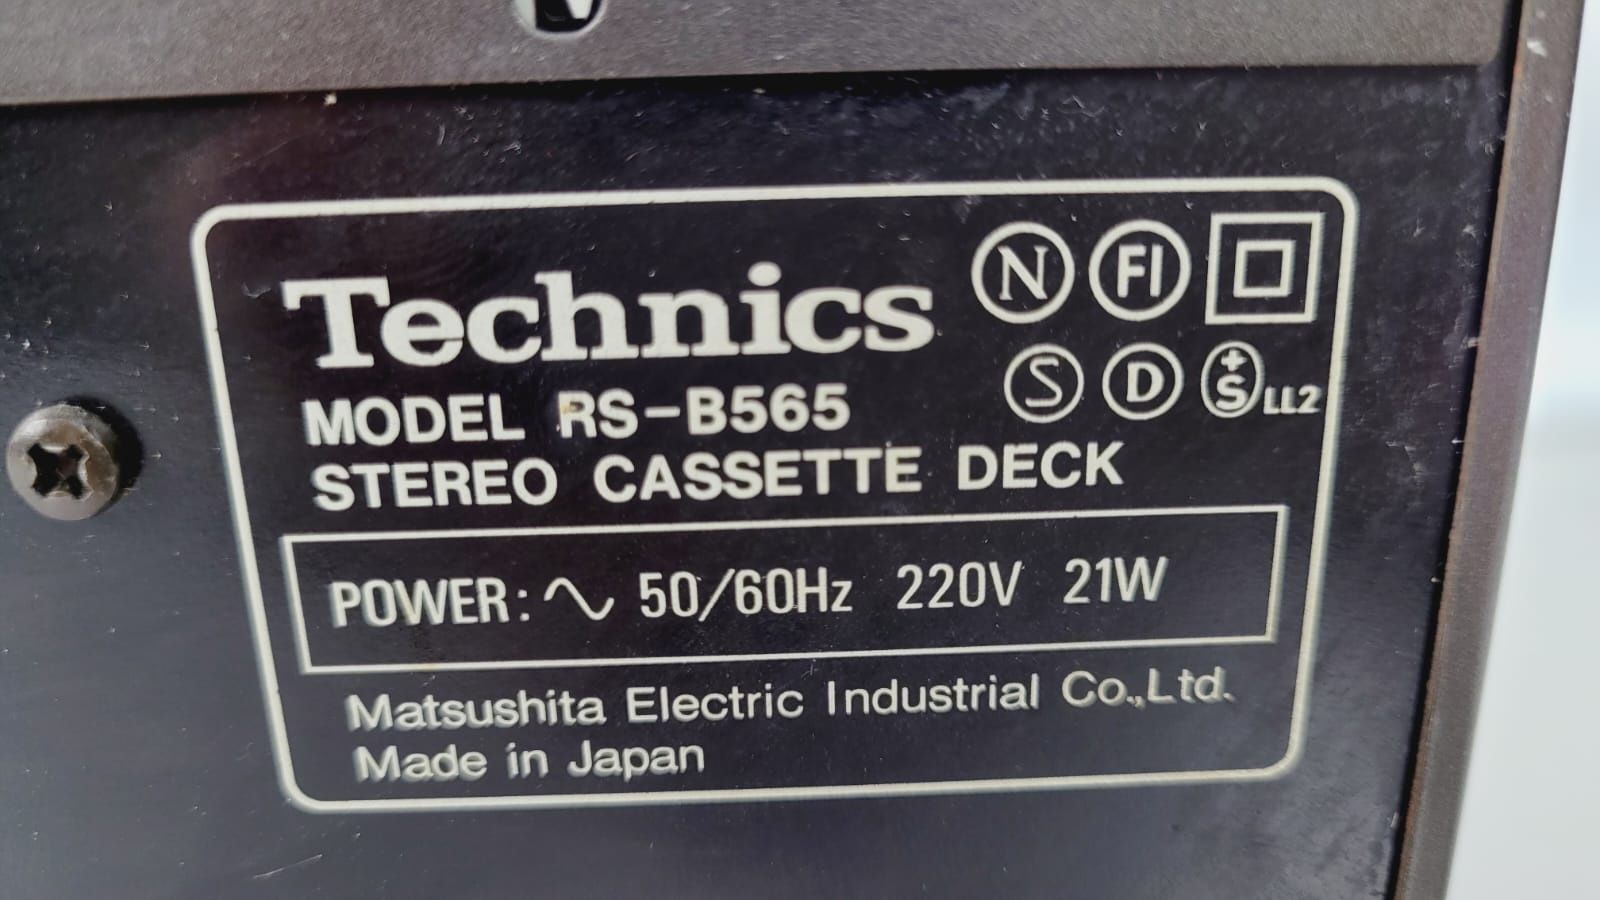 Technics N FI
S D +S LL2
MODEL RS-B565
STEREO CASSETTE DECK
POWER: ∿ 50/60Hz 220V 21W
Matsushita Electric Industrial Co.,Ltd.
Made in Japan